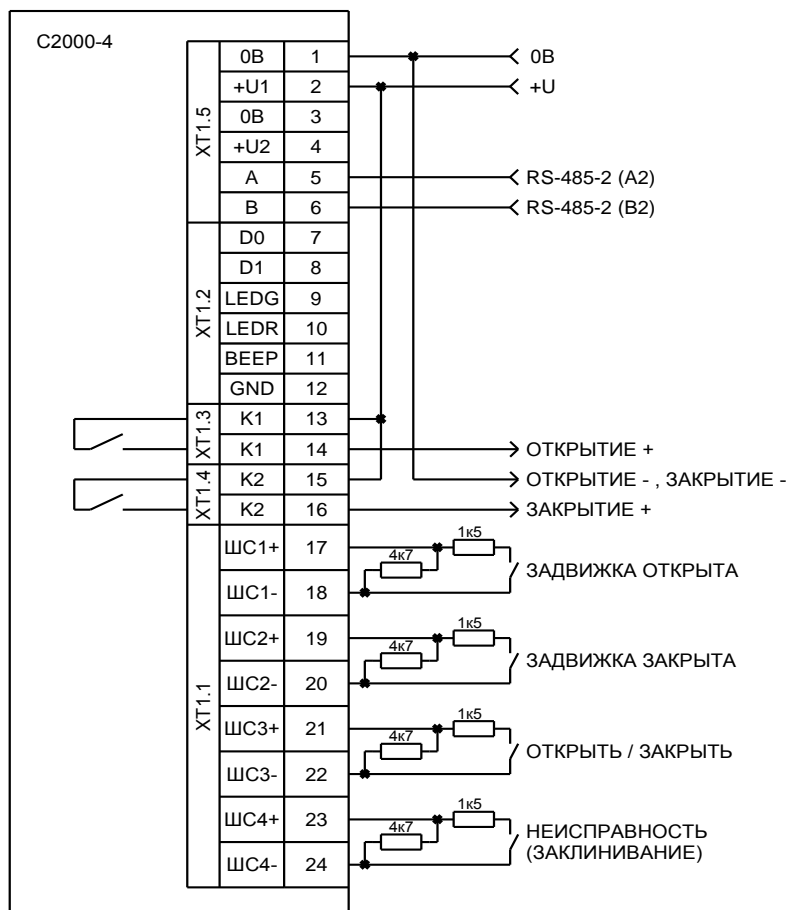 С2000-4
0В 1 0В
+U1 2 +U
0В 3
+U2 4
A 5 RS-485-2 (A2)
B 6 RS-485-2 (B2)
XT1.5
D0 7
D1 8
LEDG 9
LEDR 10
BEEP 11
GND 12
XT1.2
К1 13
К1 14 ОТКРЫТИЕ +
XT1.3
К2 15 ОТКРЫТИЕ - , ЗАКРЫТИЕ -
К2 16 ЗАКРЫТИЕ +
XT1.4
ШС1+ 17 4к7 1к5
ЗАДВИЖКА ОТКРЫТА
ШС1- 18
ШС2+ 19 4к7 1к5
ЗАДВИЖКА ЗАКРЫТА
ШС2- 20
XT1.1
ШС3+ 21 4к7 1к5
ОТКРЫТЬ / ЗАКРЫТЬ
ШС3- 22
ШС4+ 23 4к7 1к5
НЕИСПРАВНОСТЬ
(ЗАКЛИНИВАНИЕ)
ШС4- 24